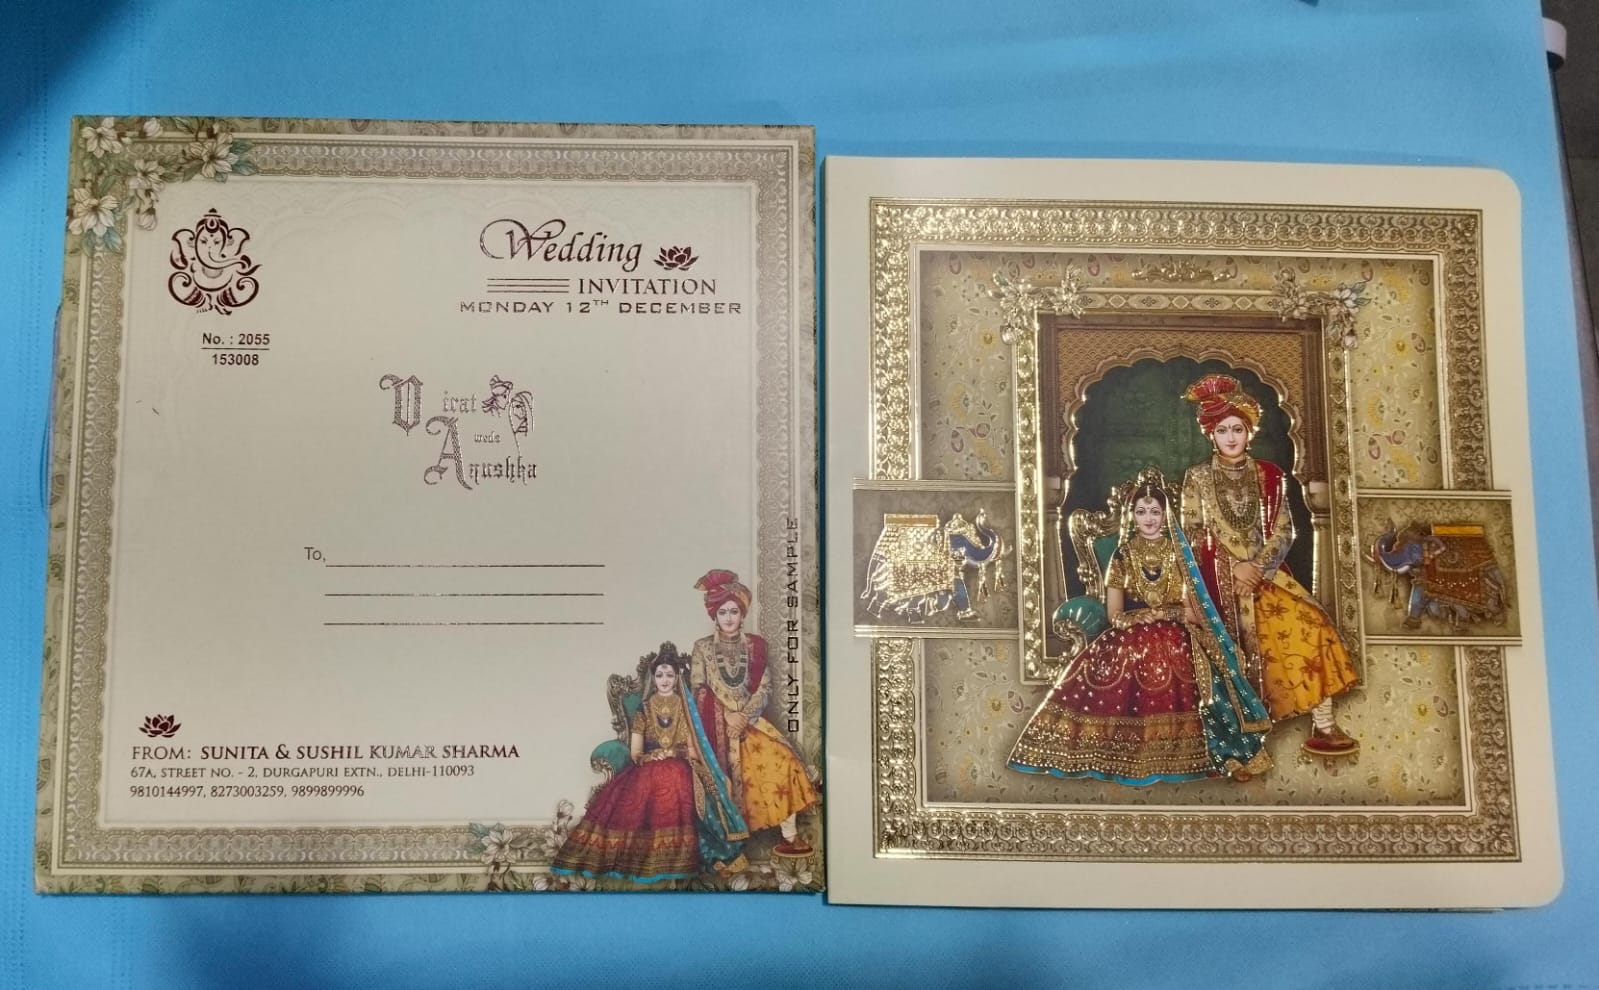 Wedding
INVITATION
MONDAY 12TH DECEMBER
No. : 2055
153008
Virat
weds
Anushka
To,
ONLY FOR SAMPLE
FROM: SUNITA & SUSHIL KUMAR SHARMA
67A, STREET NO. - 2, DURGAPURI EXTN., DELHI-110093
9810144997, 8273003259, 9899899996